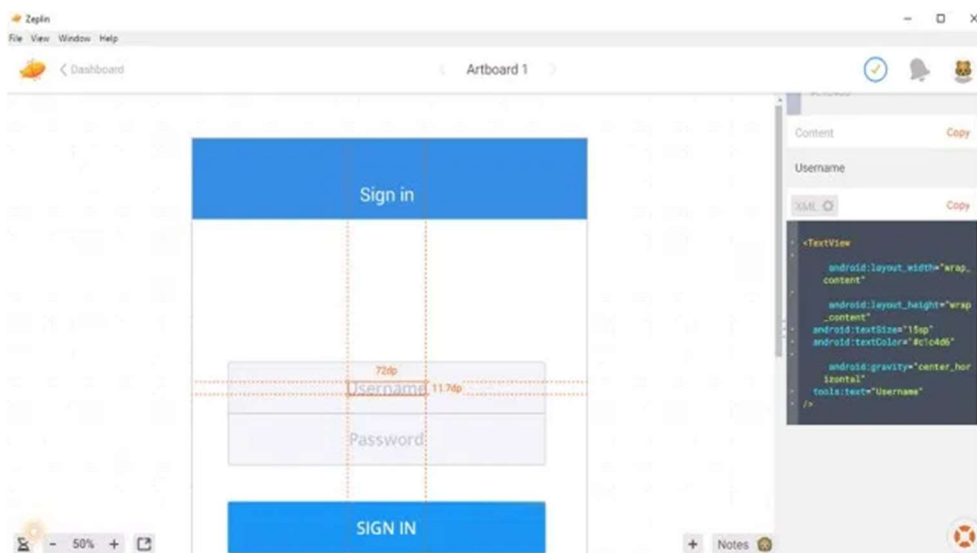 Zeplin
File View Window Help
Dashboard
Artboard 1
Content Copy
Username
XML Copy
Sign in
<TextView
android:layout_width="wrap_
content"
android:layout_height="wrap
_content"
android:textSize="15sp"
android:textColor="#c1c4d6"
android:gravity="center_hor
izontal"
tools:text="Username"
/>
72dp
Username 11.7dp
Password
SIGN IN
- 50% +
+ Notes